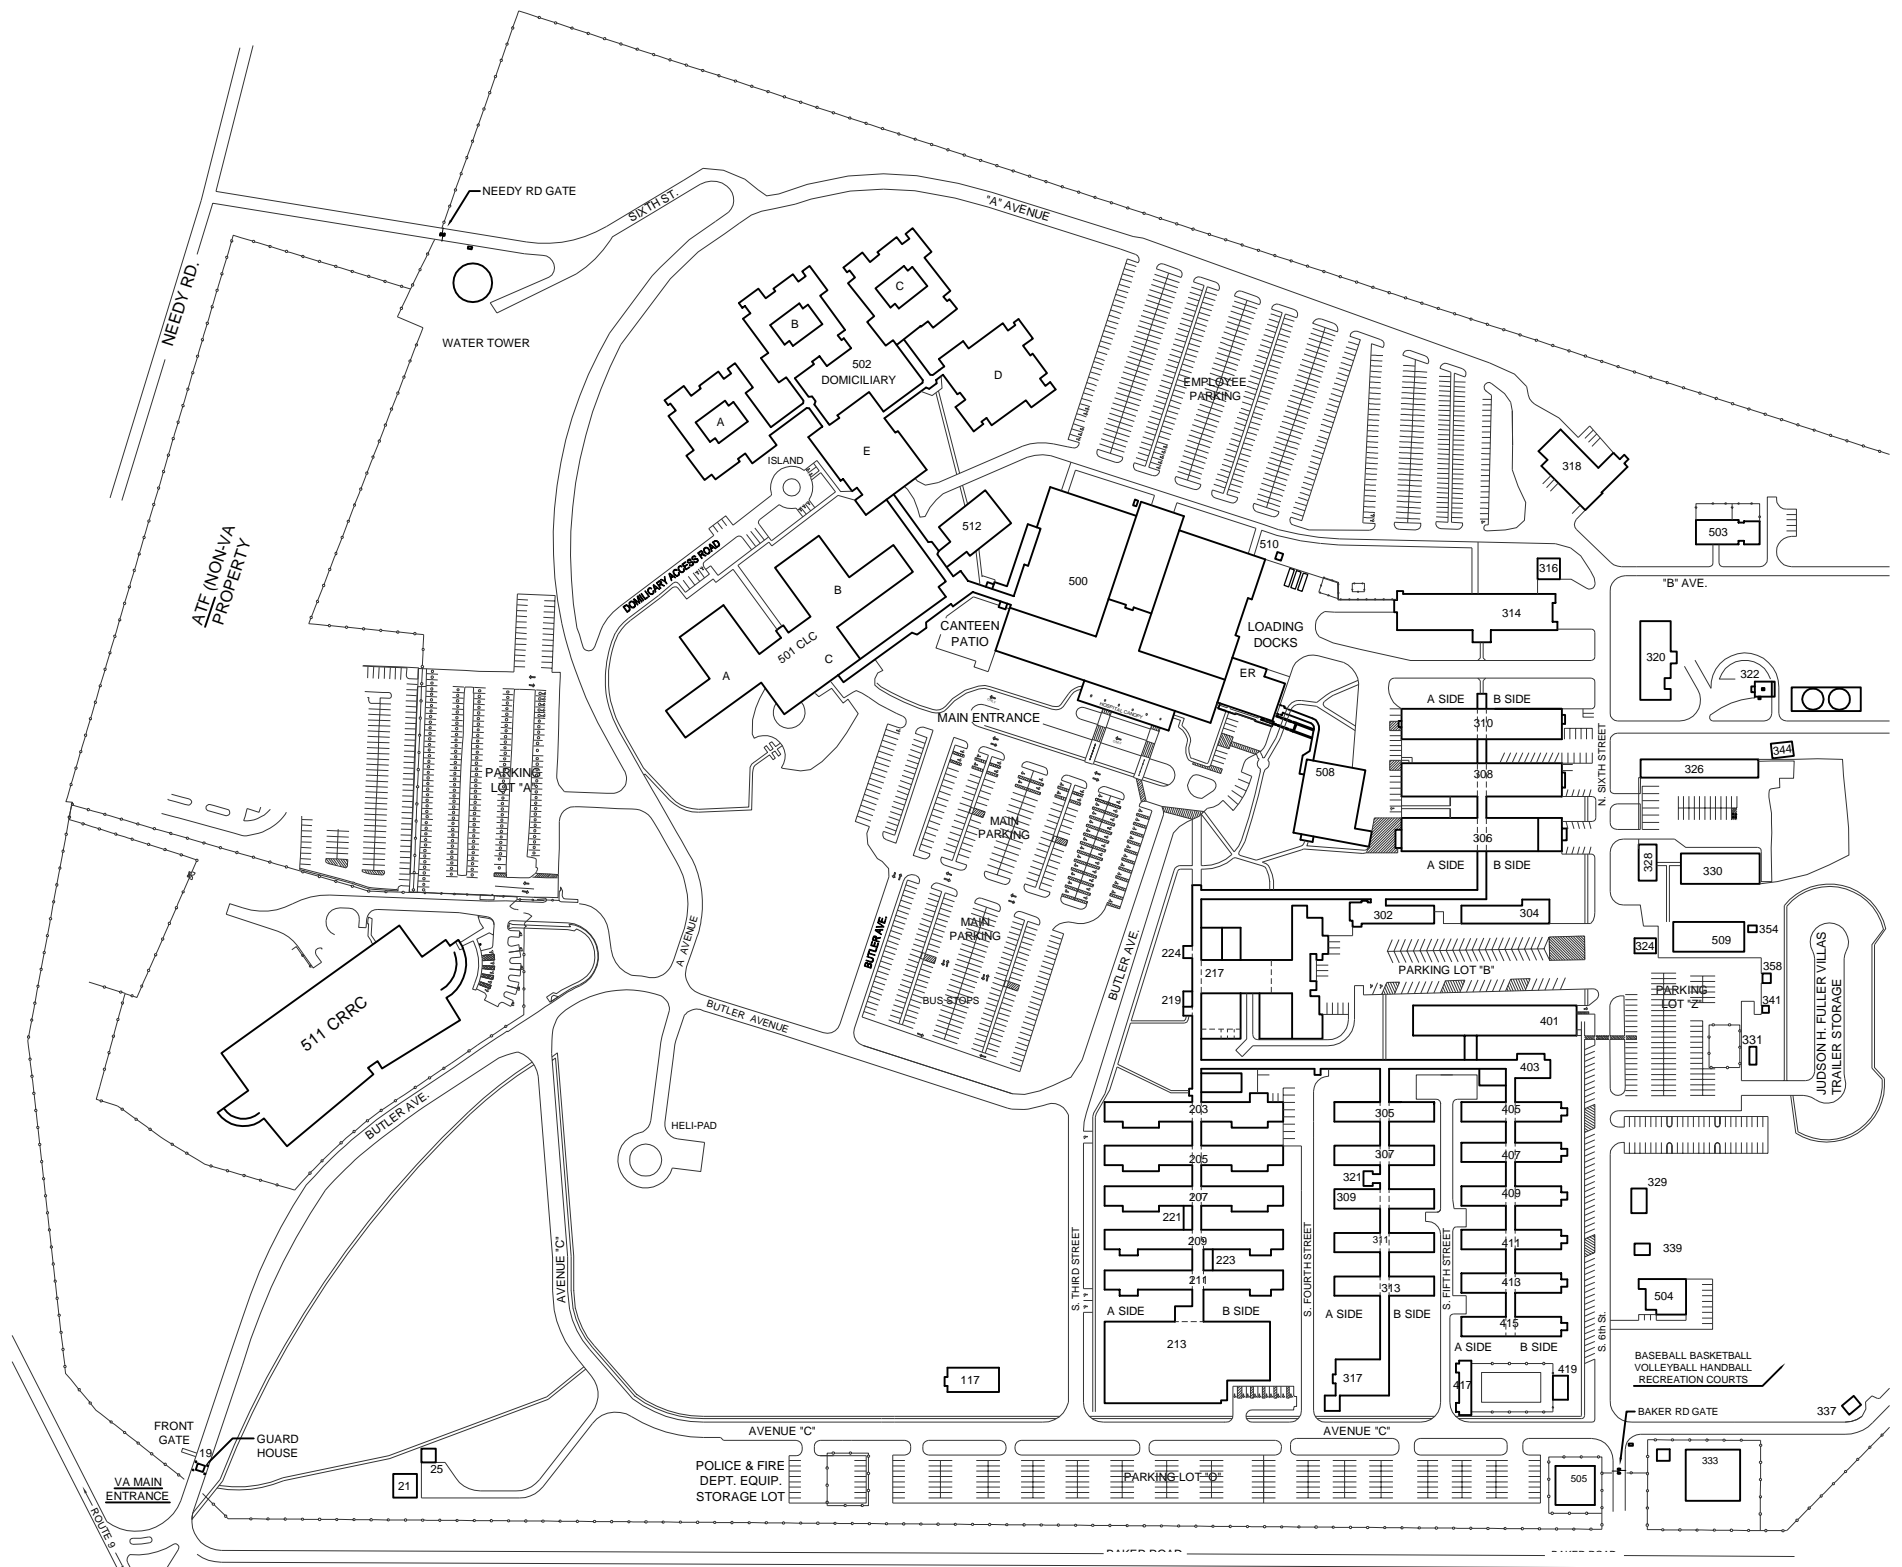 NEEDY RD GATE
SIXTH ST.
"A" AVENUE
NEEDY RD.
WATER TOWER
C
B
502
DOMICILIARY
D
A
E
ISLAND
EMPLOYEE
PARKING
318
503
512
510
316
"B" AVE.
ATF (NON-VA
PROPERTY
DOMILICARY ACCESS ROAD
500
B
501 CLC
C
A
CANTEEN
PATIO
LOADING
DOCKS
314
320
322
ER
HOSPITAL CANOPY
MAIN ENTRANCE
A SIDE
B SIDE
310
344
326
308
508
N. SIXTH STREET
PARKING
LOT "A"
MAIN
PARKING
306
A SIDE
B SIDE
328
330
302
304
509
354
324
A AVENUE
BUTLER AVE.
MAIN
PARKING
BUTLER AVE.
224
217
PARKING LOT "B"
358
PARKING
LOT "Z"
341
219
BUS STOPS
BUTLER AVENUE
401
331
JUDSON H. FULLER VILLAS
TRAILER STORAGE
511 CRRC
403
BUTLER AVE.
HELI-PAD
203
305
405
205
307
407
321
207
309
409
329
221
209
311
411
339
223
211
313
413
504
AVENUE "C"
S. THIRD STREET
S. FOURTH STREET
S. FIFTH STREET
S. 6th St.
A SIDE
B SIDE
A SIDE
B SIDE
415
213
A SIDE
B SIDE
BASEBALL BASKETBALL
VOLLEYBALL HANDBALL
RECREATION COURTS
117
317
417
419
337
BAKER RD GATE
FRONT
GATE
19
GUARD
HOUSE
AVENUE "C"
AVENUE "C"
25
21
VA MAIN
ENTRANCE
POLICE & FIRE
DEPT. EQUIP.
STORAGE LOT
PARKING LOT "O"
505
333
ROUTE 9
BAKER ROAD
BAKER ROAD